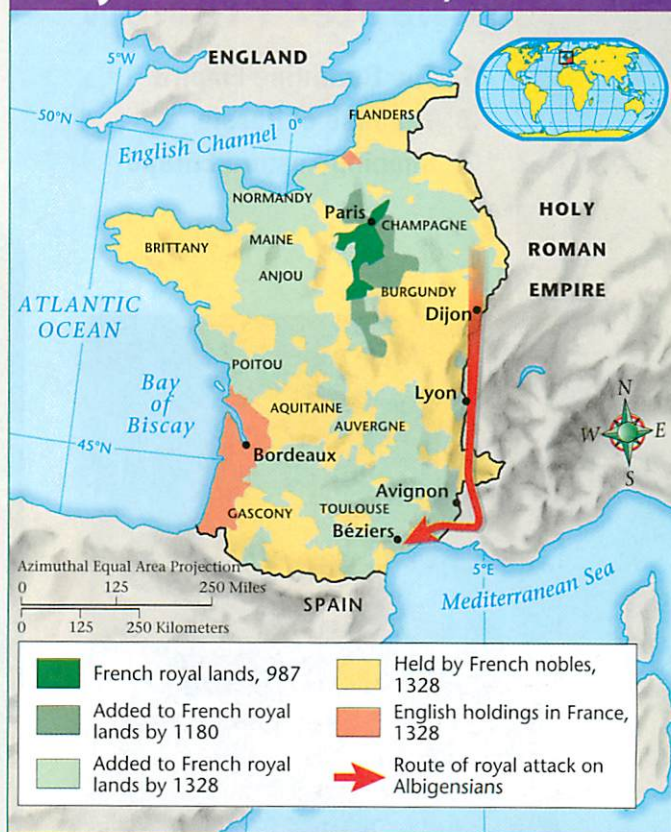 ENGLAND
5°W
50°N
0°
English Channel
FLANDERS
NORMANDY
Paris
CHAMPAGNE
HOLY
ROMAN
EMPIRE
MAINE
BRITTANY
ANJOU
BURGUNDY
Dijon
ATLANTIC
OCEAN
POITOU
Bay
of
Biscay
Lyon
AQUITAINE
AUVERGNE
N
W E
S
45°N
Bordeaux
Avignon
GASCONY
TOULOUSE
Béziers
Azimuthal Equal Area Projection
0 125 250 Miles
0 125 250 Kilometers
SPAIN
5°E
Mediterranean Sea
French royal lands, 987
Added to French royal
lands by 1180
Added to French royal
lands by 1328
Held by French nobles,
1328
English holdings in France,
1328
Route of royal attack on
Albigensians